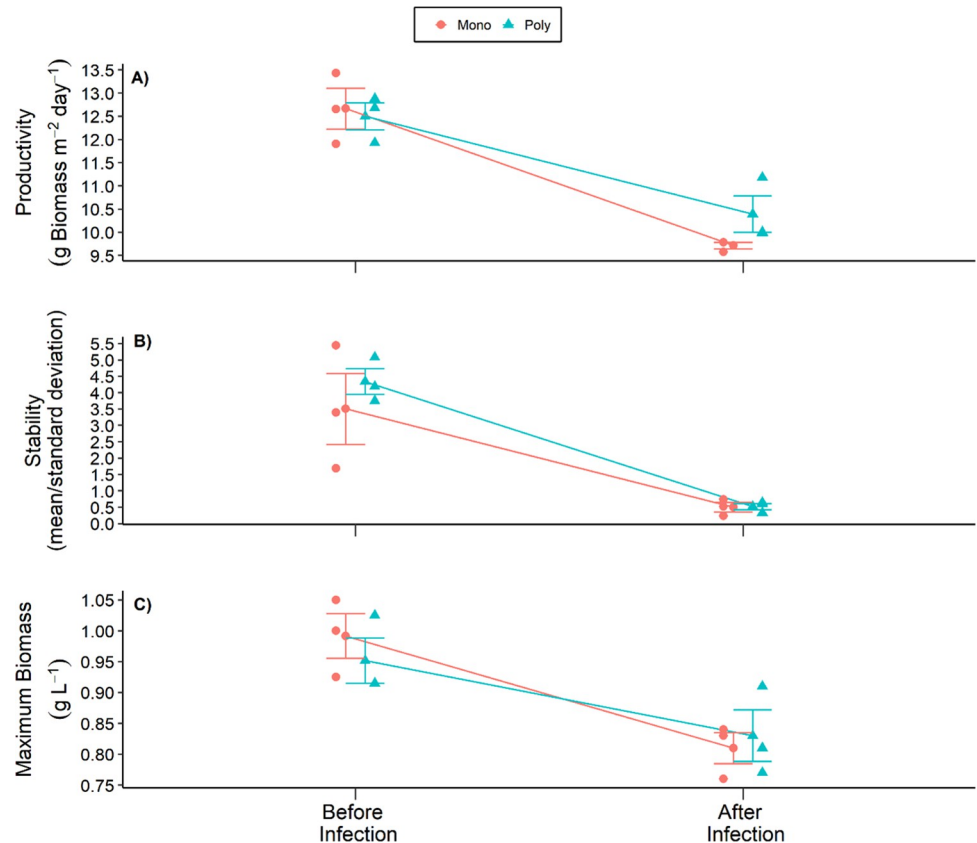 Mono Poly
A)
Productivity
(g Biomass m⁻² day⁻¹)
13.5
13.0
12.5
12.0
11.5
11.0
10.5
10.0
9.5
B)
Stability
(mean/standard deviation)
5.5
5.0
4.5
4.0
3.5
3.0
2.5
2.0
1.5
1.0
0.5
0.0
C)
Maximum Biomass
(g L⁻¹)
1.05
1.00
0.95
0.90
0.85
0.80
0.75
Before
Infection
After
Infection